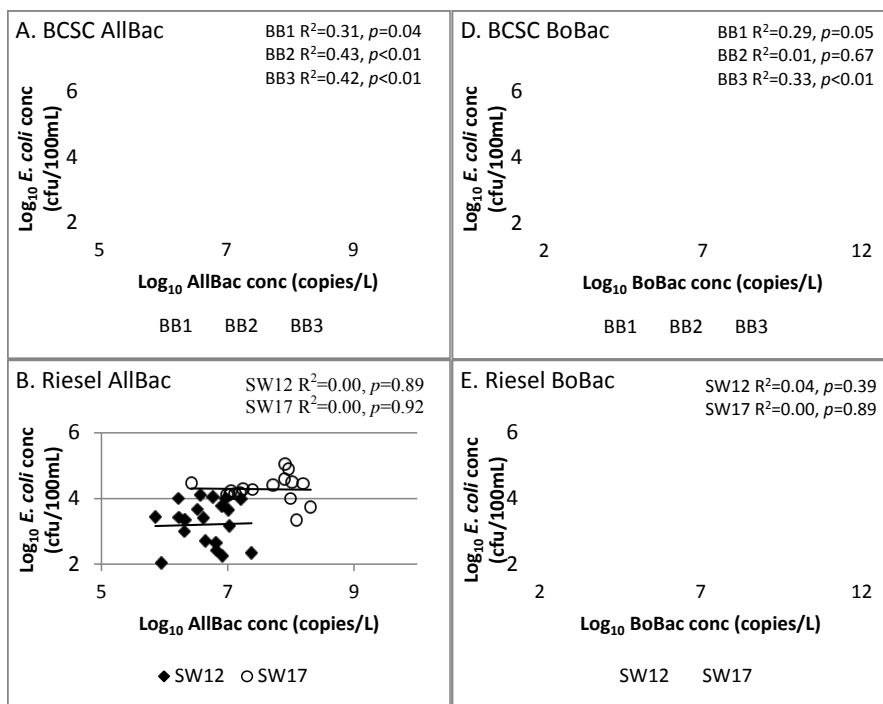 A. BCSC AllBac
BB1 R²=0.31, p=0.04
BB2 R²=0.43, p<0.01
BB3 R²=0.42, p<0.01
Log₁₀ E. coli conc
(cfu/100mL)
6
4
2
5 7 9
Log₁₀ AllBac conc (copies/L)
BB1 BB2 BB3
D. BCSC BoBac
BB1 R²=0.29, p=0.05
BB2 R²=0.01, p=0.67
BB3 R²=0.33, p<0.01
Log₁₀ E. coli conc
(cfu/100mL)
6
4
2
2 7 12
Log₁₀ BoBac conc (copies/L)
BB1 BB2 BB3
B. Riesel AllBac
SW12 R²=0.00, p=0.89
SW17 R²=0.00, p=0.92
Log₁₀ E. coli conc
(cfu/100mL)
6
4
2
5 7 9
Log₁₀ AllBac conc (copies/L)
SW12 SW17
E. Riesel BoBac
SW12 R²=0.04, p=0.39
SW17 R²=0.00, p=0.89
Log₁₀ E. coli conc
(cfu/100mL)
6
4
2
2 7 12
Log₁₀ BoBac conc (copies/L)
SW12 SW17